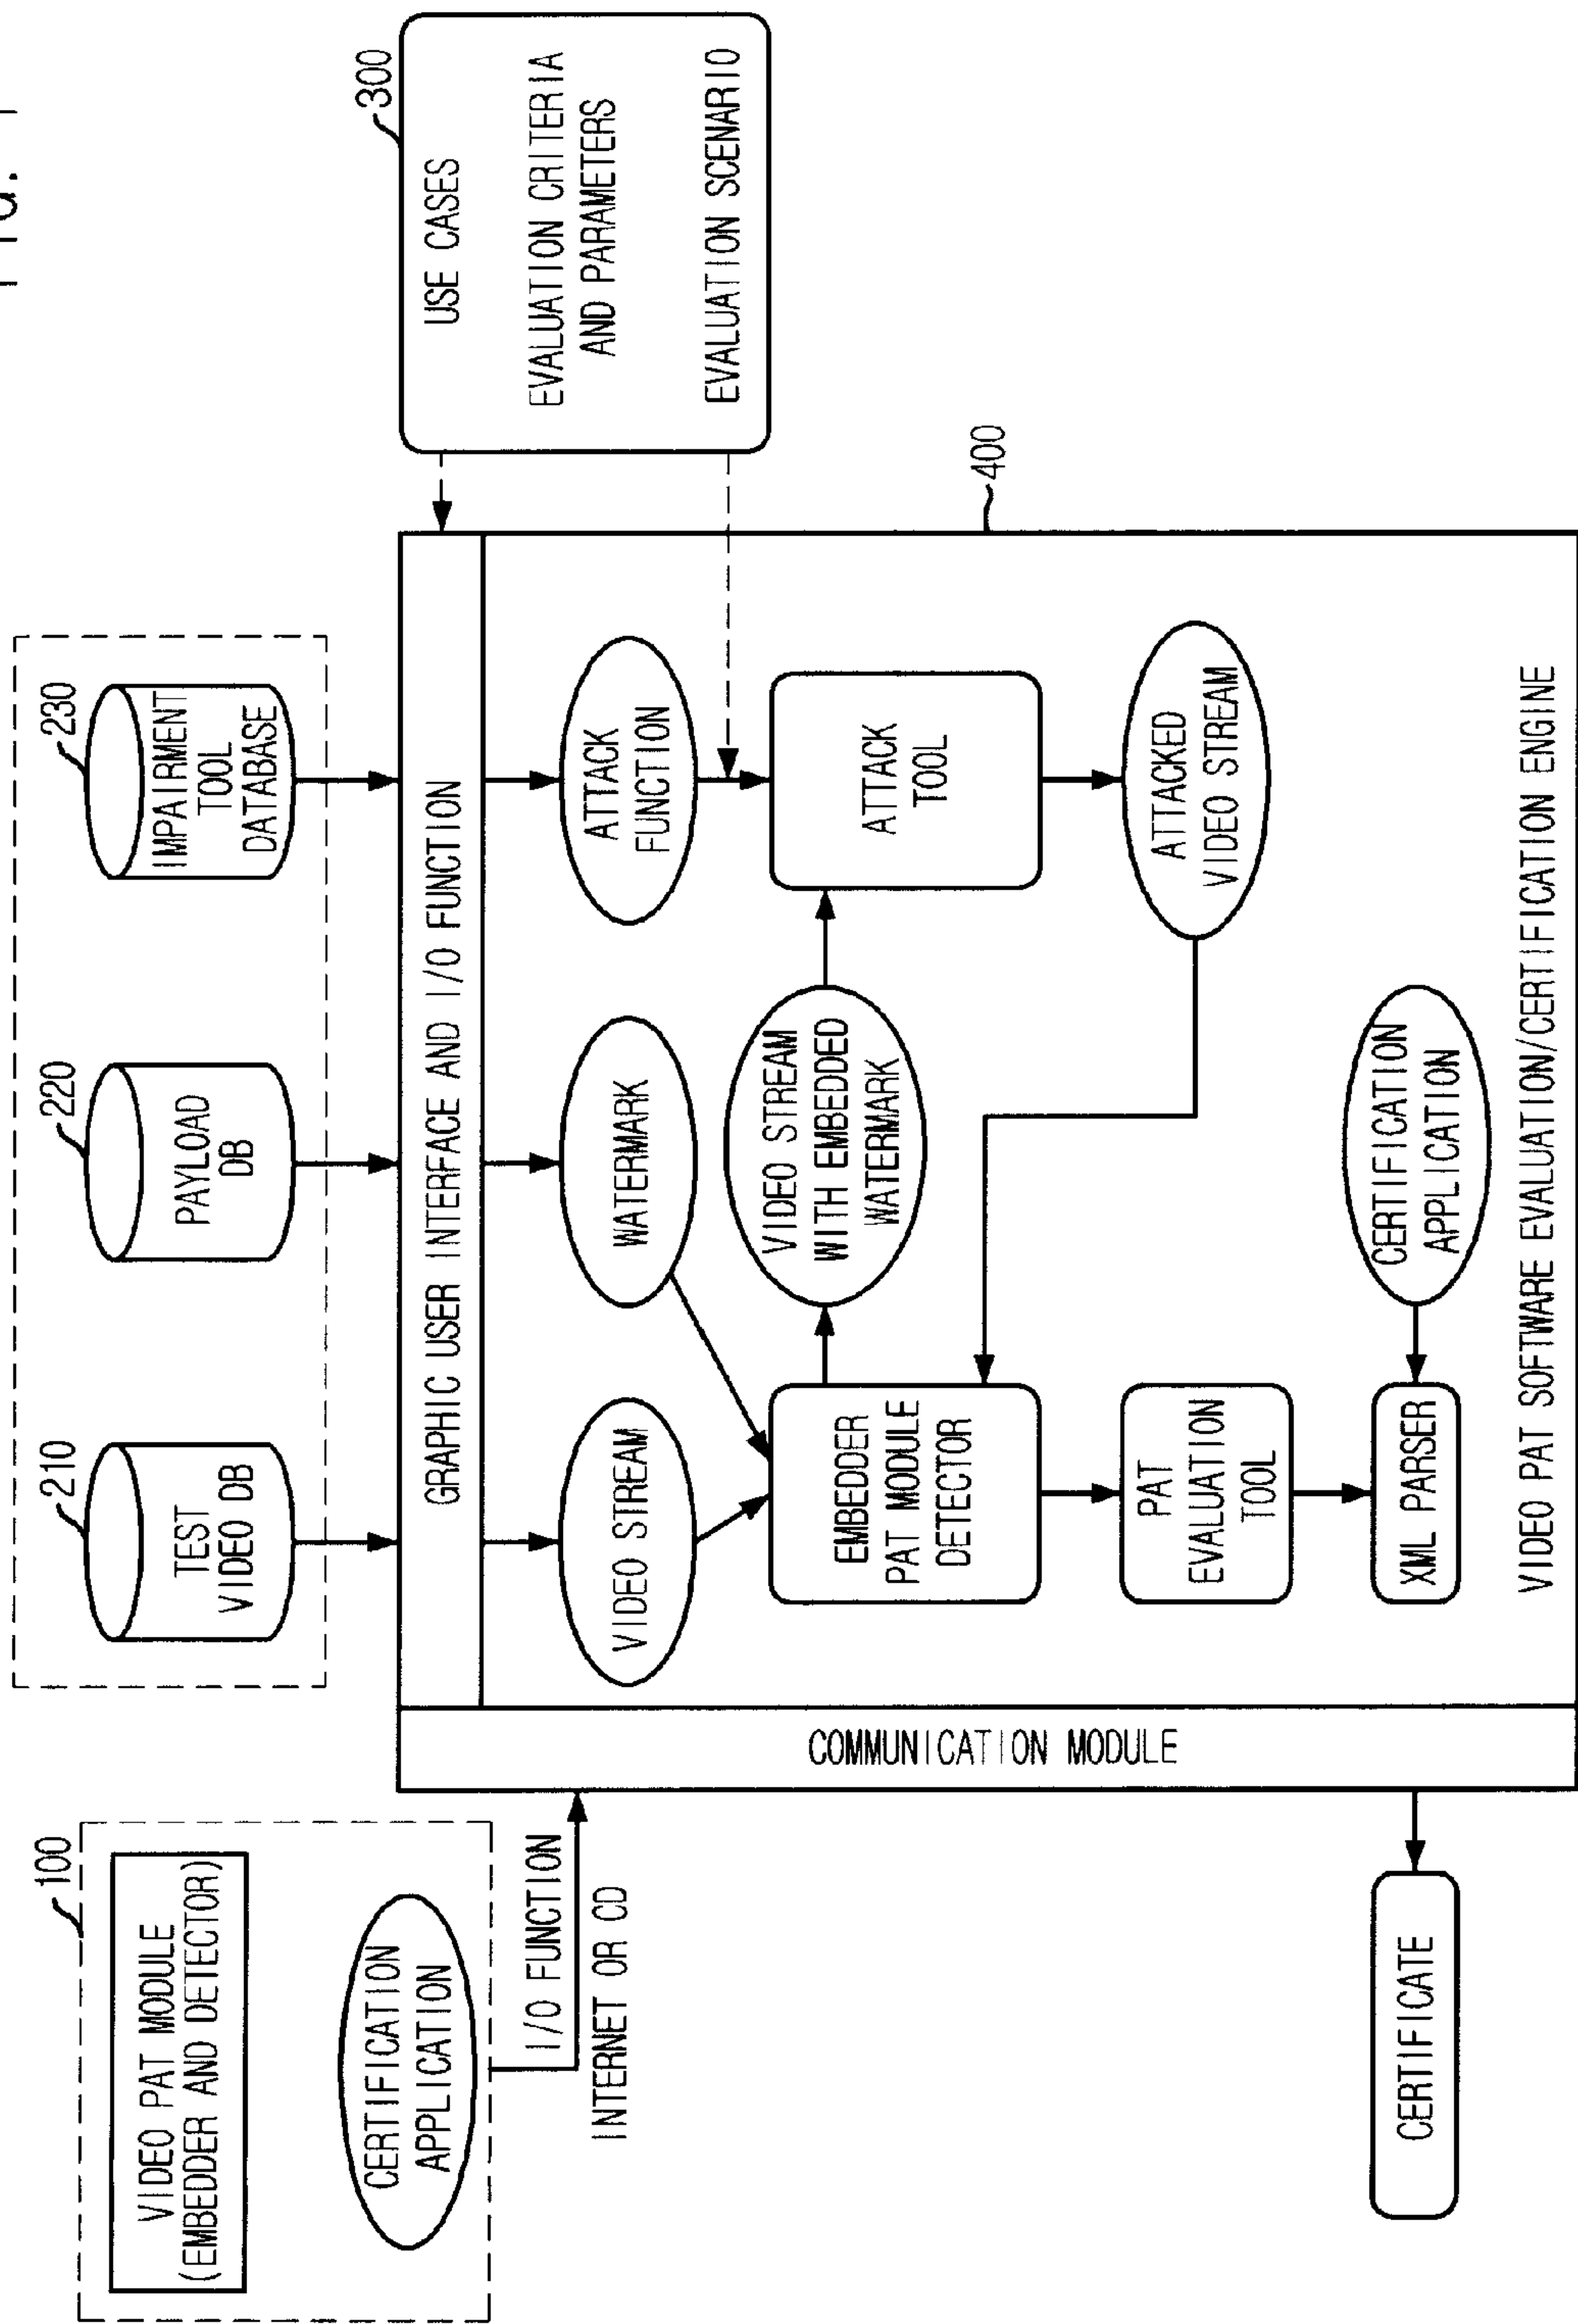 FIG. 1
100
VIDEO PAT MODULE
(EMBEDDER AND DETECTOR)
CERTIFICATION
APPLICATION
I/O FUNCTION
INTERNET OR CD
210
TEST
VIDEO DB
220
PAYLOAD
DB
230
IMPAIRMENT
TOOL
DATABASE
300
USE CASES
EVALUATION CRITERIA
AND PARAMETERS
EVALUATION SCENARIO
GRAPHIC USER INTERFACE AND I/O FUNCTION
COMMUNICATION MODULE
400
VIDEO STREAM
WATERMARK
ATTACK
FUNCTION
EMBEDDER
PAT MODULE
DETECTOR
VIDEO STREAM
WITH EMBEDDED
WATERMARK
ATTACK
TOOL
PAT
EVALUATION
TOOL
ATTACKED
VIDEO STREAM
XML PARSER
CERTIFICATION
APPLICATION
VIDEO PAT SOFTWARE EVALUATION/CERTIFICATION ENGINE
CERTIFICATE